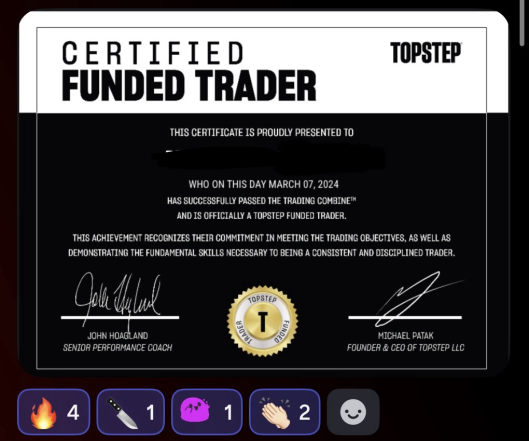 CERTIFIED
FUNDED TRADER
TOPSTEP
THIS CERTIFICATE IS PROUDLY PRESENTED TO
WHO ON THIS DAY MARCH 07, 2024
HAS SUCCESSFULLY PASSED THE TRADING COMBINE™
AND IS OFFICIALLY A TOPSTEP FUNDED TRADER.
THIS ACHIEVEMENT RECOGNIZES THEIR COMMITMENT IN MEETING THE TRADING OBJECTIVES, AS WELL AS
DEMONSTRATING THE FUNDAMENTAL SKILLS NECESSARY TO BEING A CONSISTENT AND DISCIPLINED TRADER.
JOHN HOAGLAND
SENIOR PERFORMANCE COACH
TOPSTEP
T
FUNDED
TRADER
MICHAEL PATAK
FOUNDER & CEO OF TOPSTEP LLC
4
1
1
2